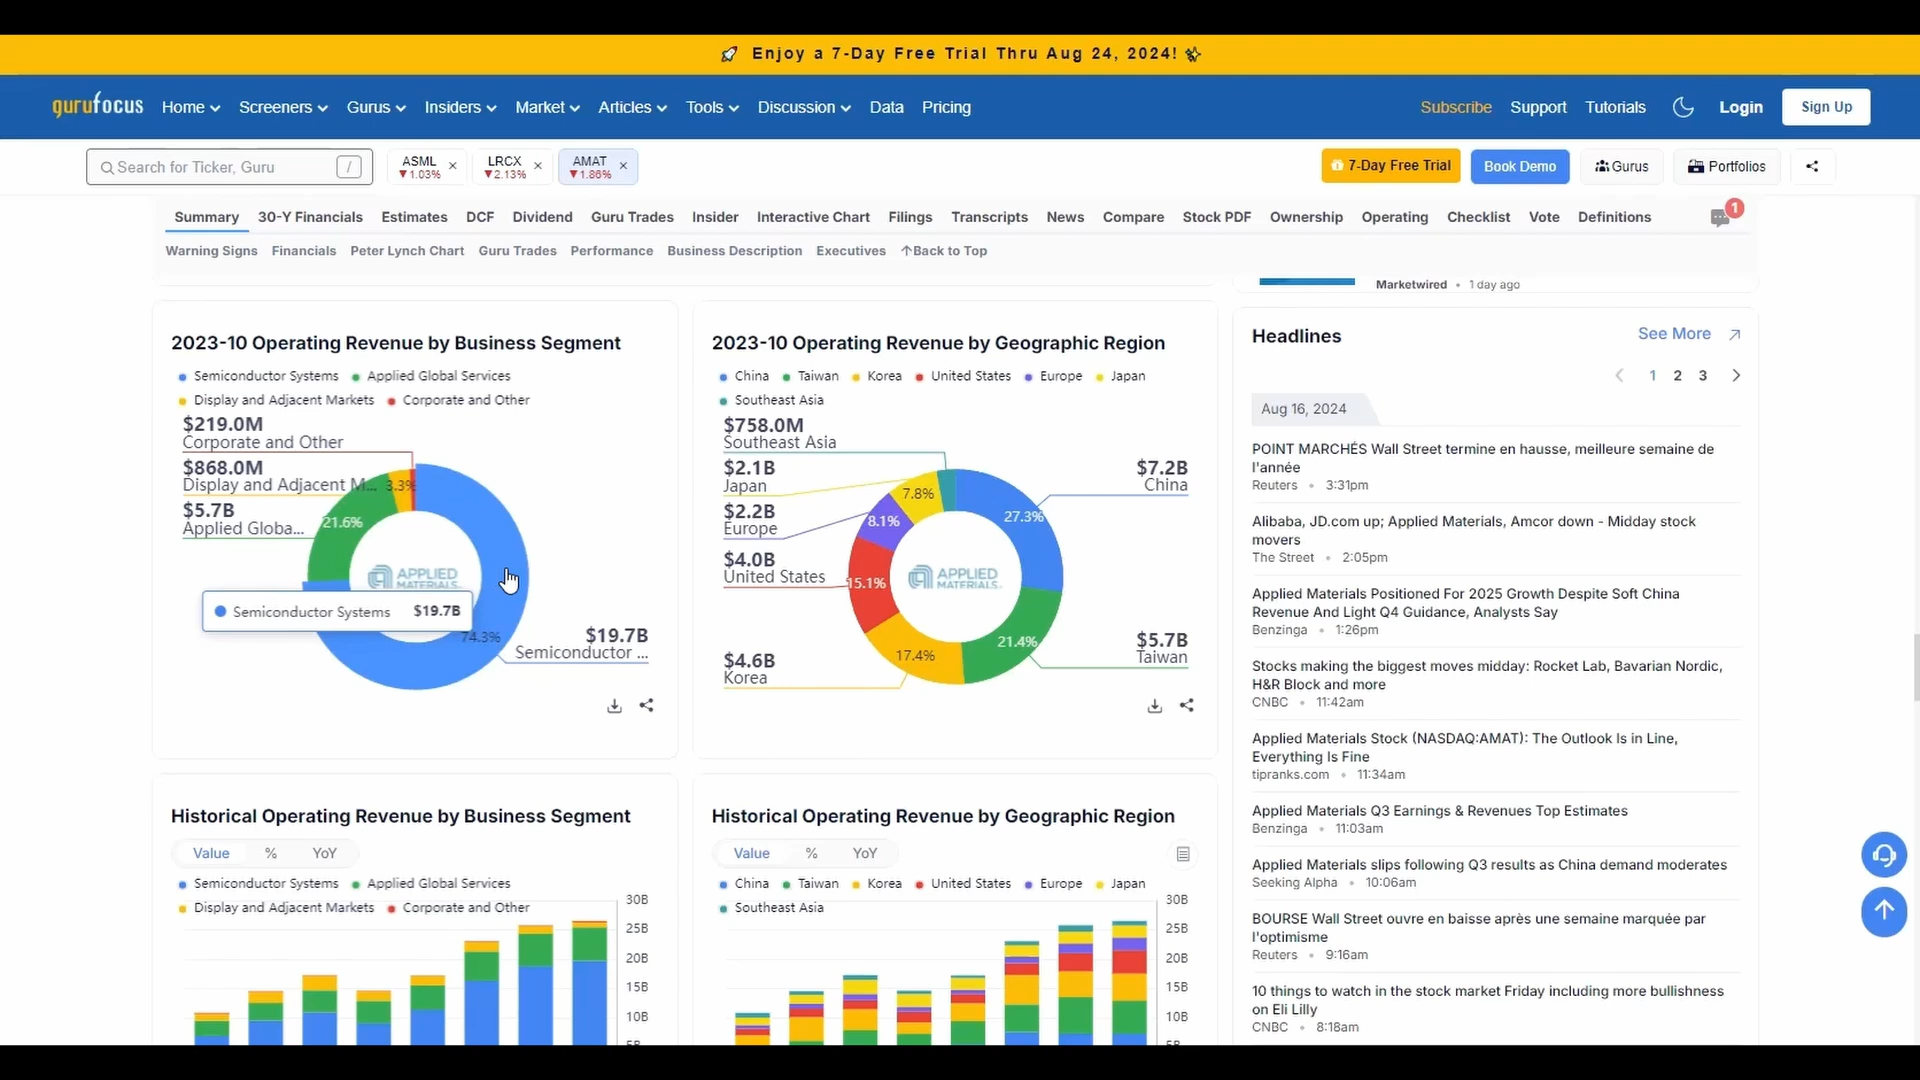 🚀 Enjoy a 7-Day Free Trial Thru Aug 24, 2024! ✨
gurufocus Home Screeners Gurus Insiders Market Articles Tools Discussion Data Pricing Subscribe Support Tutorials Login Sign Up
Search for Ticker, Guru / ASML × LRCX × AMAT × 7-Day Free Trial Book Demo Gurus Portfolios
▼1.03% ▼2.13% ▼1.86%
Summary 30-Y Financials Estimates DCF Dividend Guru Trades Insider Interactive Chart Filings Transcripts News Compare Stock PDF Ownership Operating Checklist Vote Definitions 1
Warning Signs Financials Peter Lynch Chart Guru Trades Performance Business Description Executives ↑Back to Top
Marketwired • 1 day ago
2023-10 Operating Revenue by Business Segment
Semiconductor Systems Applied Global Services
Display and Adjacent Markets Corporate and Other
$219.0M
Corporate and Other
$868.0M
Display and Adjacent M... 3.3%
$5.7B
Applied Globa... 21.6%
APPLIED
MATERIALS
Semiconductor Systems $19.7B
74.3%
$19.7B
Semiconductor ...
2023-10 Operating Revenue by Geographic Region
China Taiwan Korea United States Europe Japan
Southeast Asia
$758.0M
Southeast Asia
$2.1B
Japan
7.8%
$7.2B
China
27.3%
$2.2B
Europe
8.1%
$4.0B
United States
15.1%
APPLIED
MATERIALS
$4.6B
Korea
17.4%
$5.7B
Taiwan
21.4%
Historical Operating Revenue by Business Segment
Value % YoY
Semiconductor Systems Applied Global Services
Display and Adjacent Markets Corporate and Other
30B
25B
20B
15B
10B
5B
Historical Operating Revenue by Geographic Region
Value % YoY
China Taiwan Korea United States Europe Japan
Southeast Asia
30B
25B
20B
15B
10B
5B
Headlines See More
1 2 3
Aug 16, 2024
POINT MARCHÉS Wall Street termine en hausse, meilleure semaine de
l'année
Reuters • 3:31pm
Alibaba, JD.com up; Applied Materials, Amcor down - Midday stock
movers
The Street • 2:05pm
Applied Materials Positioned For 2025 Growth Despite Soft China
Revenue And Light Q4 Guidance, Analysts Say
Benzinga • 1:26pm
Stocks making the biggest moves midday: Rocket Lab, Bavarian Nordic,
H&R Block and more
CNBC • 11:42am
Applied Materials Stock (NASDAQ:AMAT): The Outlook Is in Line,
Everything Is Fine
tipranks.com • 11:34am
Applied Materials Q3 Earnings & Revenues Top Estimates
Benzinga • 11:03am
Applied Materials slips following Q3 results as China demand moderates
Seeking Alpha • 10:06am
BOURSE Wall Street ouvre en baisse après une semaine marquée par
l'optimisme
Reuters • 9:16am
10 things to watch in the stock market Friday including more bullishness
on Eli Lilly
CNBC • 8:18am